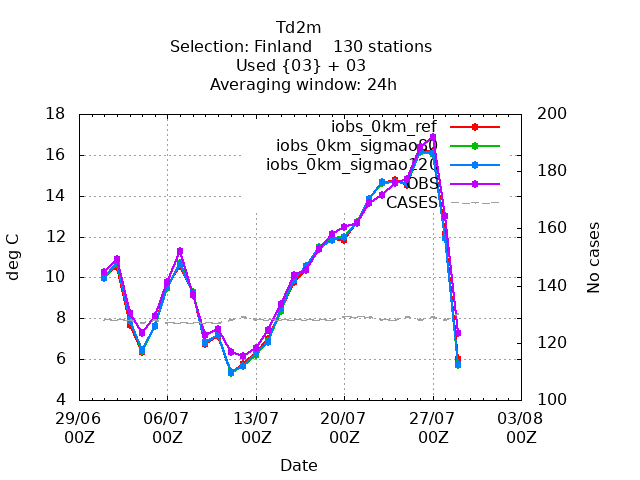 Td2m
Selection: Finland    130 stations
Used {03} + 03
Averaging window: 24h
iobs_0km_ref
iobs_0km_sigmao60
iobs_0km_sigmao120
OBS
CASES
deg C
18
16
14
12
10
8
6
4
200
180
160
140
120
100
No cases
29/06 06/07 13/07 20/07 27/07 03/08
00Z 00Z 00Z 00Z 00Z 00Z
Date